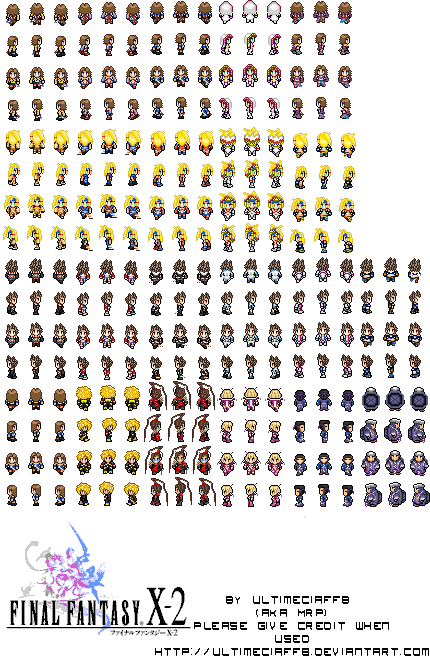 FINAL FANTASY X-2
ファイナルファンタジーX-2
BY ULTIMECIAFF8
(AKA MRP)
PLEASE GIVE CREDIT WHEN
USED
HTTP://ULTIMECIAFF8.DEVIANTART.COM